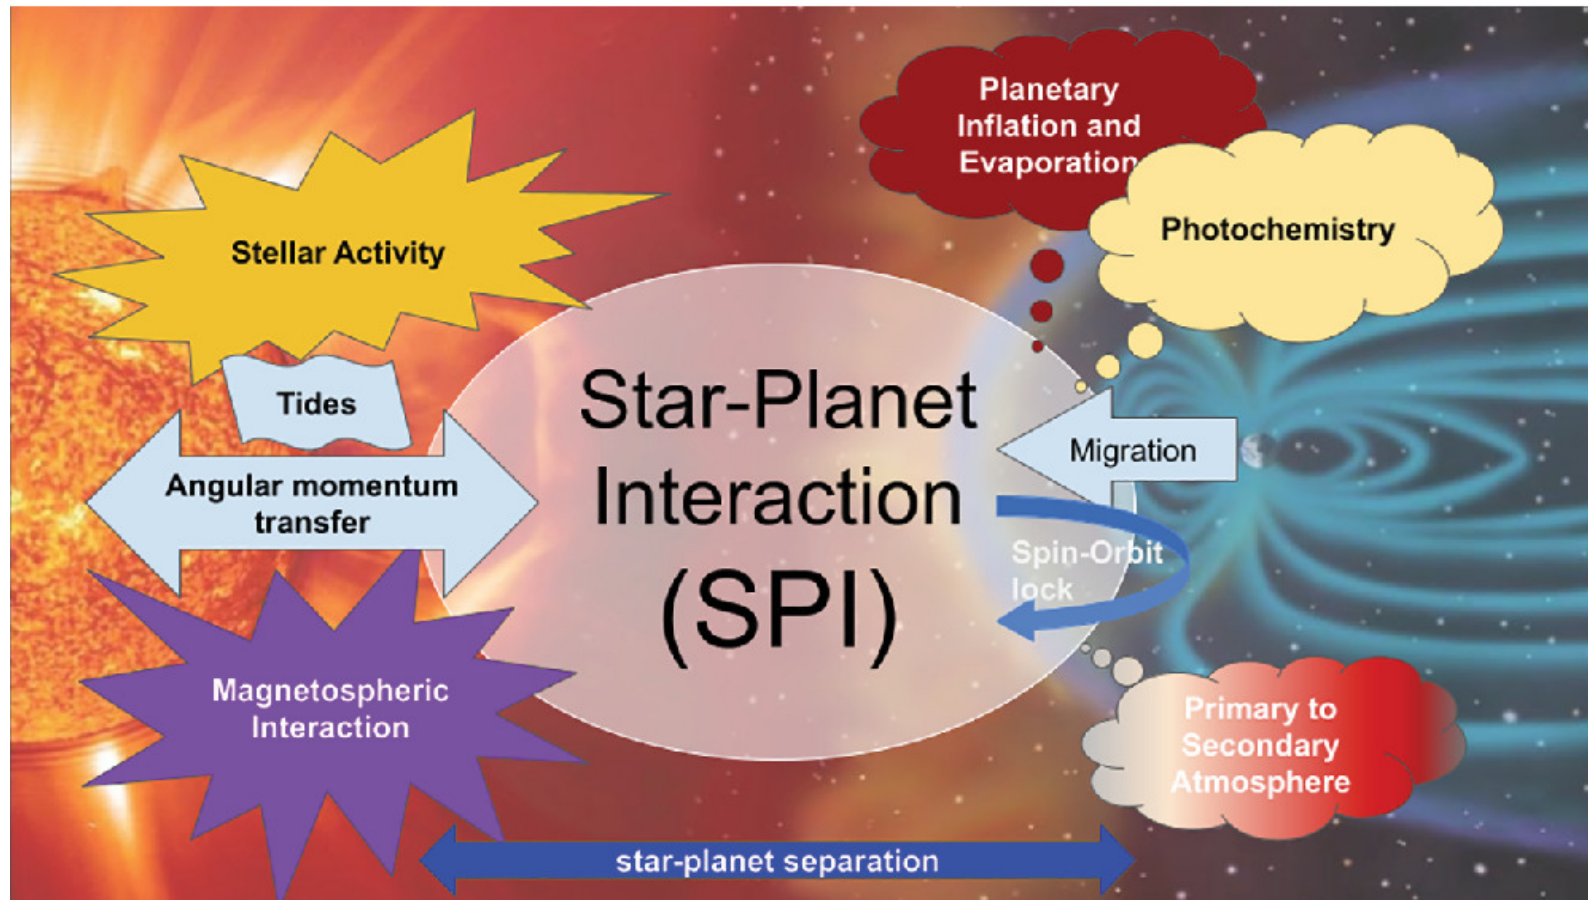 Planetary
Inflation and
Evaporation
Photochemistry
Stellar Activity
Tides
Angular momentum
transfer
Star-Planet
Interaction
(SPI)
Migration
Spin-Orbit
lock
Magnetospheric
Interaction
Primary to
Secondary
Atmosphere
star-planet separation